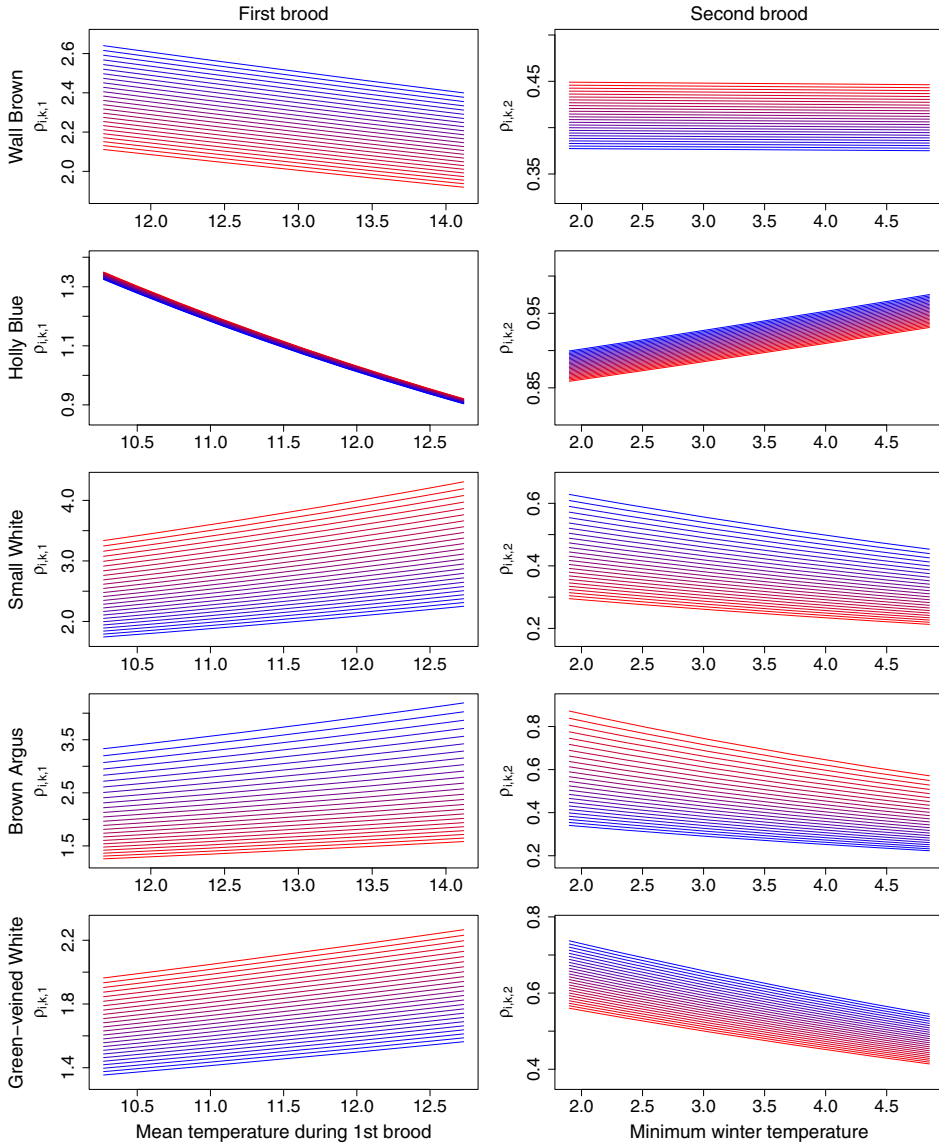 First brood
Second brood
Wall Brown
ρi,k,1
2.0 2.2 2.4 2.6
12.0 12.5 13.0 13.5 14.0
ρi,k,2
0.35 0.45
2.0 2.5 3.0 3.5 4.0 4.5
Holly Blue
ρi,k,1
0.9 1.1 1.3
10.5 11.0 11.5 12.0 12.5
ρi,k,2
0.85 0.95
2.0 2.5 3.0 3.5 4.0 4.5
Small White
ρi,k,1
2.0 3.0 4.0
10.5 11.0 11.5 12.0 12.5
ρi,k,2
0.2 0.4 0.6
2.0 2.5 3.0 3.5 4.0 4.5
Brown Argus
ρi,k,1
1.5 2.5 3.5
12.0 12.5 13.0 13.5 14.0
ρi,k,2
0.2 0.4 0.6 0.8
2.0 2.5 3.0 3.5 4.0 4.5
Green−veined White
ρi,k,1
1.4 1.8 2.2
10.5 11.0 11.5 12.0 12.5
ρi,k,2
0.4 0.6 0.8
2.0 2.5 3.0 3.5 4.0 4.5
Mean temperature during 1st brood
Minimum winter temperature